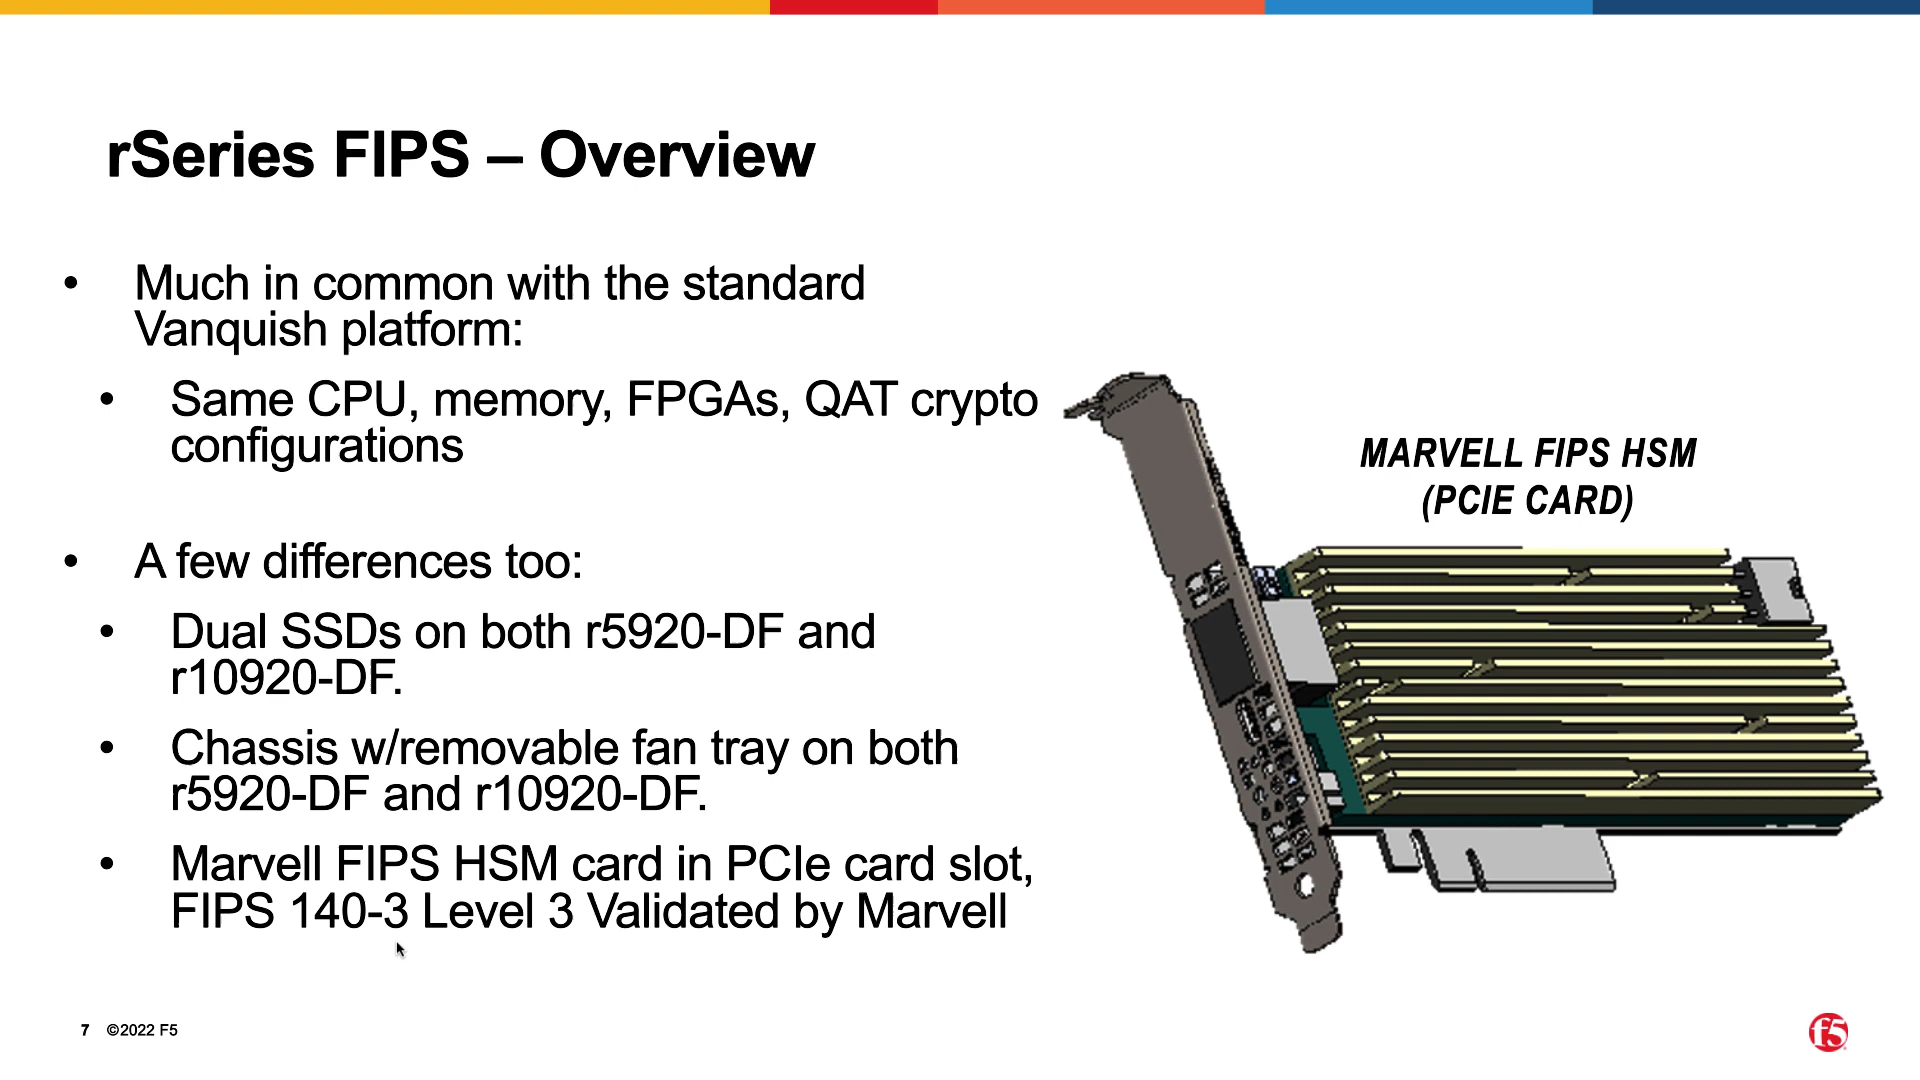 rSeries FIPS – Overview
• Much in common with the standard
Vanquish platform:
• Same CPU, memory, FPGAs, QAT crypto
configurations
• A few differences too:
• Dual SSDs on both r5920-DF and
r10920-DF.
• Chassis w/removable fan tray on both
r5920-DF and r10920-DF.
• Marvell FIPS HSM card in PCIe card slot,
FIPS 140-3 Level 3 Validated by Marvell
MARVELL FIPS HSM
(PCIE CARD)
7 ©2022 F5
f5